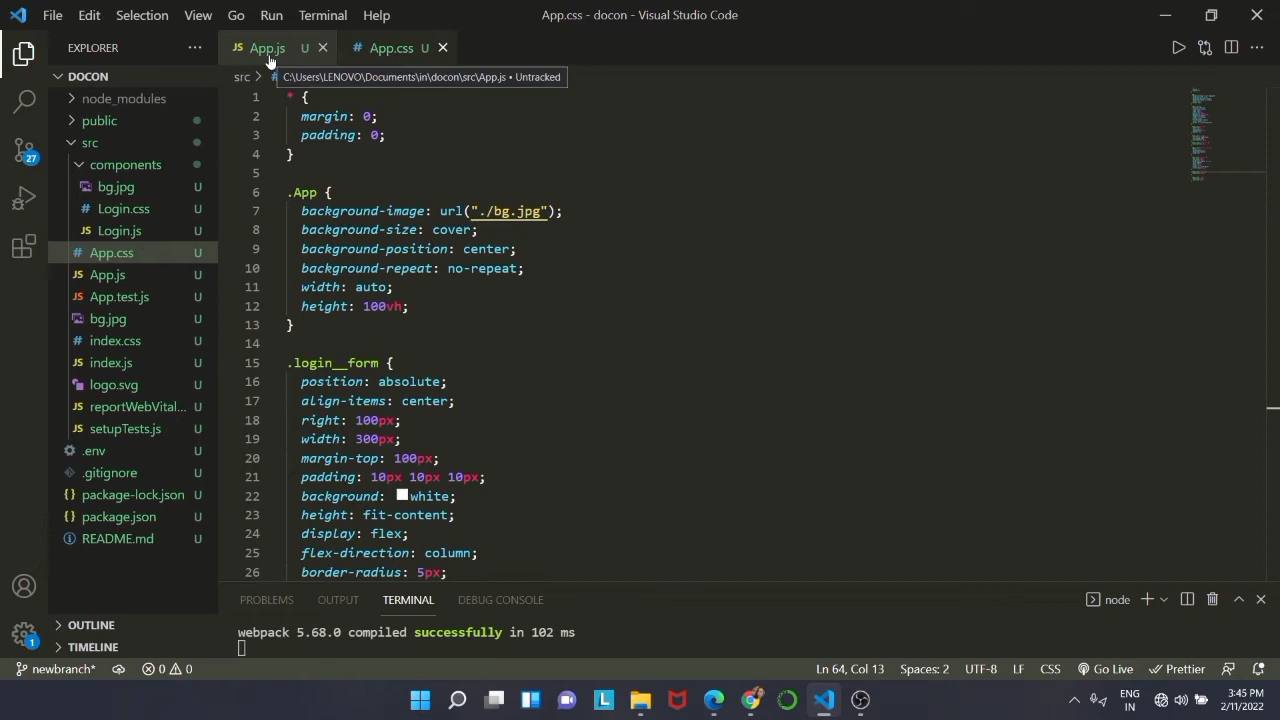 File Edit Selection View Go Run Terminal Help
App.css - docon - Visual Studio Code
EXPLORER
JS App.js U
# App.css U
DOCON
src
C:\Users\LENOVO\Documents\in\docon\src\App.js • Untracked
node_modules
public
src
components
bg.jpg U
# Login.css U
JS Login.js U
# App.css U
JS App.js U
JS App.test.js U
bg.jpg U
# index.css U
JS index.js U
logo.svg U
JS reportWebVital... U
JS setupTests.js U
.env U
.gitignore U
package-lock.json U
package.json U
README.md U
OUTLINE
TIMELINE
27
1
1 * {
2 margin: 0;
3 padding: 0;
4 }
5
6 .App {
7 background-image: url("./bg.jpg");
8 background-size: cover;
9 background-position: center;
10 background-repeat: no-repeat;
11 width: auto;
12 height: 100vh;
13 }
14
15 .login__form {
16 position: absolute;
17 align-items: center;
18 right: 100px;
19 width: 300px;
20 margin-top: 100px;
21 padding: 10px 10px 10px;
22 background: white;
23 height: fit-content;
24 display: flex;
25 flex-direction: column;
26 border-radius: 5px;
PROBLEMS OUTPUT TERMINAL DEBUG CONSOLE
node
webpack 5.68.0 compiled successfully in 102 ms
newbranch* 0 0
Ln 64, Col 13 Spaces: 2 UTF-8 LF CSS Go Live Prettier
L
ENG
IN
3:45 PM
2/11/2022